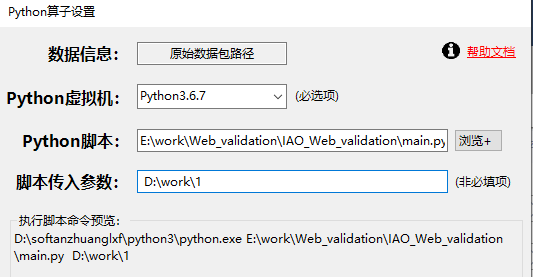 Python算子设置
数据信息： 原始数据包路径 帮助文档
Python虚拟机： Python3.6.7 (必选项)
Python脚本： E:\work\Web_validation\IAO_Web_validation\main.py 浏览+
脚本传入参数： D:\work\1 (非必填项)
执行脚本命令预览：
D:\softanzhuanglxf\python3\python.exe E:\work\Web_validation\IAO_Web_validation
\main.py D:\work\1